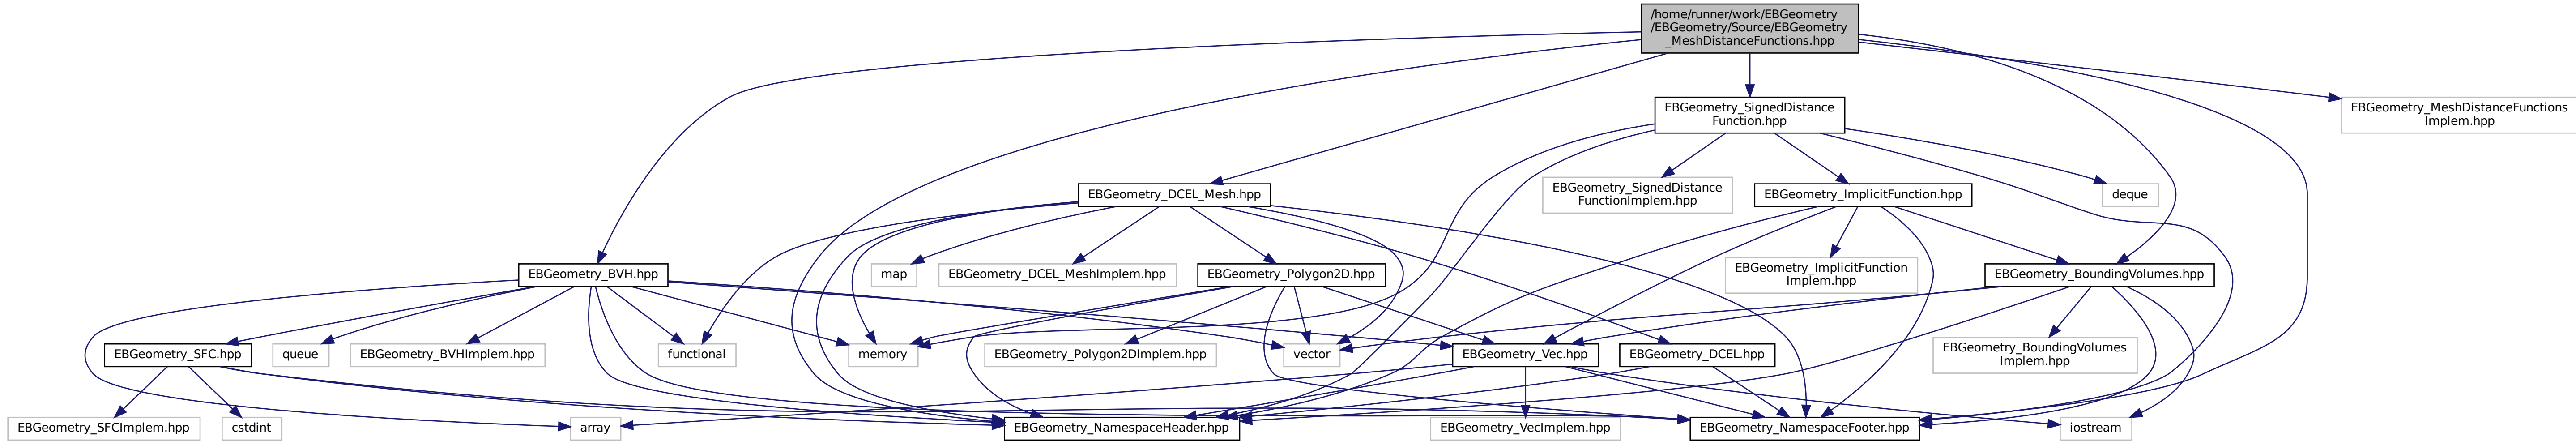 /home/runner/work/EBGeometry
/EBGeometry/Source/EBGeometry
_MeshDistanceFunctions.hpp
EBGeometry_SignedDistance
Function.hpp
EBGeometry_MeshDistanceFunctions
Implem.hpp
EBGeometry_DCEL_Mesh.hpp
EBGeometry_SignedDistance
FunctionImplem.hpp
EBGeometry_ImplicitFunction.hpp
deque
EBGeometry_BVH.hpp
map
EBGeometry_DCEL_MeshImplem.hpp
EBGeometry_Polygon2D.hpp
EBGeometry_ImplicitFunction
Implem.hpp
EBGeometry_BoundingVolumes.hpp
EBGeometry_SFC.hpp
queue
EBGeometry_BVHImplem.hpp
functional
memory
EBGeometry_Polygon2DImplem.hpp
vector
EBGeometry_Vec.hpp
EBGeometry_DCEL.hpp
EBGeometry_BoundingVolumes
Implem.hpp
EBGeometry_SFCImplem.hpp
cstdint
array
EBGeometry_NamespaceHeader.hpp
EBGeometry_VecImplem.hpp
EBGeometry_NamespaceFooter.hpp
iostream